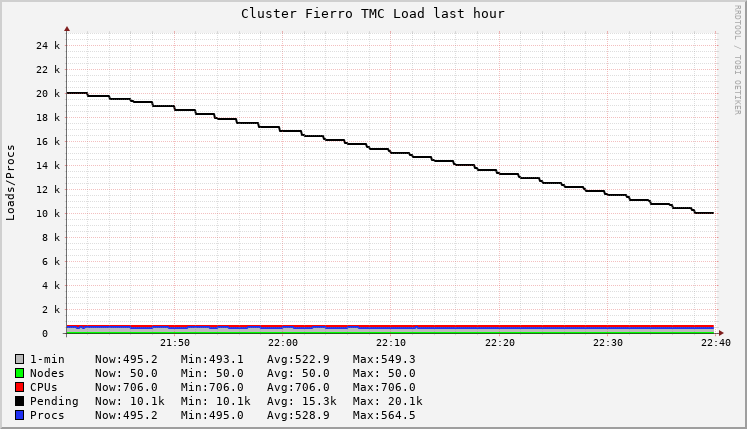 Cluster Fierro TMC Load last hour
RRDTOOL / TOBI OETIKER
Loads/Procs
24 k
22 k
20 k
18 k
16 k
14 k
12 k
10 k
8 k
6 k
4 k
2 k
0
21:50 22:00 22:10 22:20 22:30 22:40
1-min Now:495.2 Min:493.1 Avg:522.9 Max:549.3
Nodes Now: 50.0 Min: 50.0 Avg: 50.0 Max: 50.0
CPUs Now:706.0 Min:706.0 Avg:706.0 Max:706.0
Pending Now: 10.1k Min: 10.1k Avg: 15.3k Max: 20.1k
Procs Now:495.2 Min:495.0 Avg:528.9 Max:564.5